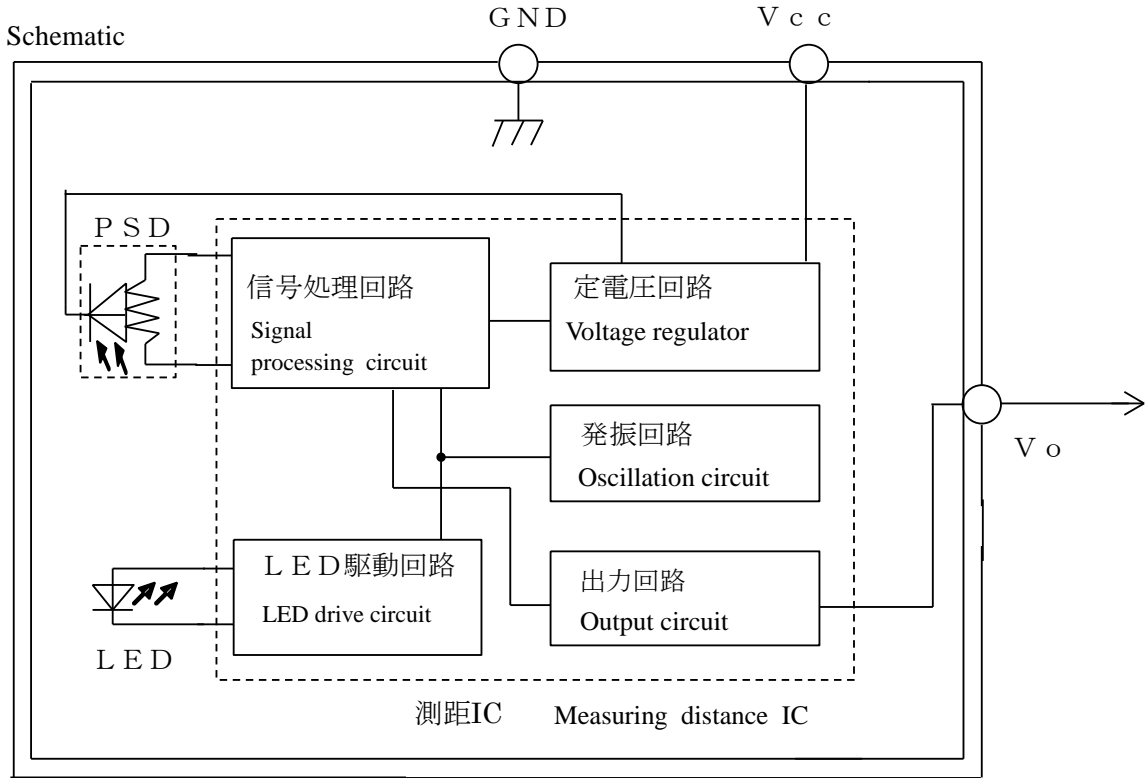 GND
Vcc
Schematic
PSD
信号処理回路
Signal
processing circuit
定電圧回路
Voltage regulator
発振回路
Oscillation circuit
Vo
LED駆動回路
LED drive circuit
出力回路
Output circuit
LED
測距IC Measuring distance IC